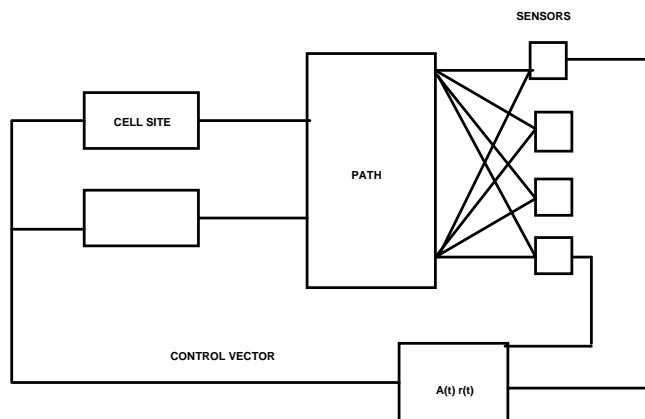 SENSORS
CELL SITE
PATH
CONTROL VECTOR
A(t) r(t)